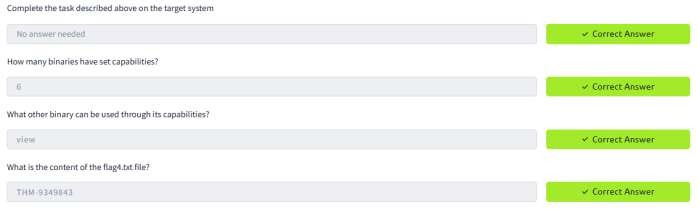 Complete the task described above on the target system
No answer needed
✓ Correct Answer
How many binaries have set capabilities?
6
✓ Correct Answer
What other binary can be used through its capabilities?
view
✓ Correct Answer
What is the content of the flag4.txt file?
THM-9349843
✓ Correct Answer